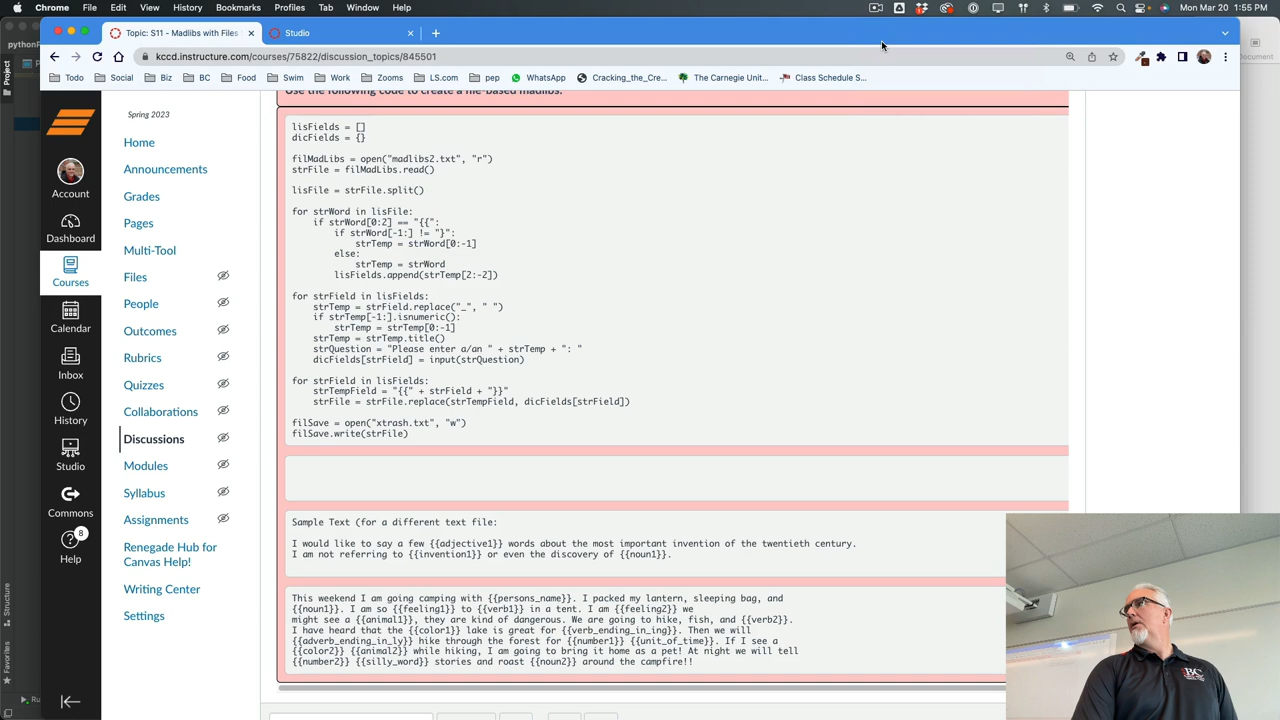 Chrome File Edit View History Bookmarks Profiles Tab Window Help
Mon Mar 20 1:55 PM
Topic: S11 - Madlibs with Files
Studio
kccd.instructure.com/courses/75822/discussion_topics/845501
Todo Social Biz BC Food Swim Work Zooms LS.com pep WhatsApp Cracking_the_Cre... The Carnegie Unit... Class Schedule S...
pythonP
Project
Structure
Favorites
Ru
ocument
Account
Dashboard
Courses
Calendar
Inbox
History
Studio
Commons
8
Help
Spring 2023
Home
Announcements
Grades
Pages
Multi-Tool
Files
People
Outcomes
Rubrics
Quizzes
Collaborations
Discussions
Modules
Syllabus
Assignments
Renegade Hub for
Canvas Help!
Writing Center
Settings
Use the following code to create a file-based madlibs.
lisFields = []
dicFields = {}
filMadLibs = open("madlibs2.txt", "r")
strFile = filMadLibs.read()
lisFile = strFile.split()
for strWord in lisFile:
    if strWord[0:2] == "{{":
        if strWord[-1:] != "}":
            strTemp = strWord[0:-1]
        else:
            strTemp = strWord
        lisFields.append(strTemp[2:-2])
for strField in lisFields:
    strTemp = strField.replace("_", " ")
    if strTemp[-1:].isnumeric():
        strTemp = strTemp[0:-1]
    strTemp = strTemp.title()
    strQuestion = "Please enter a/an " + strTemp + ": "
    dicFields[strField] = input(strQuestion)
for strField in lisFields:
    strTempField = "{{" + strField + "}}"
    strFile = strFile.replace(strTempField, dicFields[strField])
filSave = open("xtrash.txt", "w")
filSave.write(strFile)
Sample Text (for a different text file:
I would like to say a few {{adjective1}} words about the most important invention of the twentieth century.
I am not referring to {{invention1}} or even the discovery of {{noun1}}.
This weekend I am going camping with {{persons_name}}. I packed my lantern, sleeping bag, and
{{noun1}}. I am so {{feeling1}} to {{verb1}} in a tent. I am {{feeling2}} we
might see a {{animal1}}, they are kind of dangerous. We are going to hike, fish, and {{verb2}}.
I have heard that the {{color1}} lake is great for {{verb_ending_in_ing}}. Then we will
{{adverb_ending_in_ly}} hike through the forest for {{number1}} {{unit_of_time}}. If I see a
{{color2}} {{animal2}} while hiking, I am going to bring it home as a pet! At night we will tell
{{number2}} {{silly_word}} stories and roast {{noun2}} around the campfire!!
BC